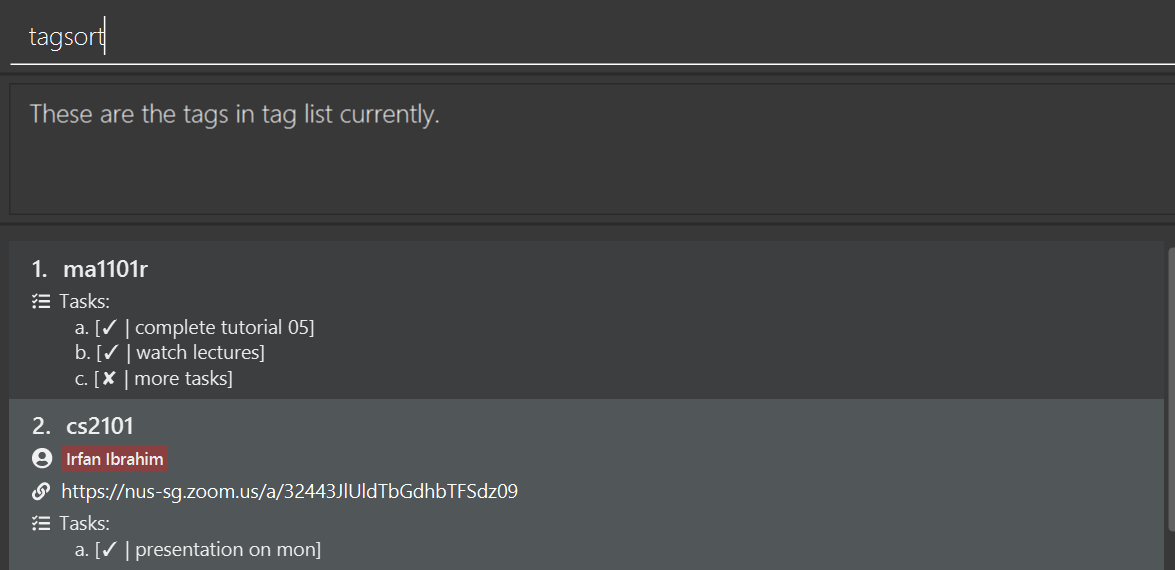 tagsort
These are the tags in tag list currently.
1. ma1101r
Tasks:
a. [✓ | complete tutorial 05]
b. [✓ | watch lectures]
c. [✘ | more tasks]
2. cs2101
Irfan Ibrahim
https://nus-sg.zoom.us/a/32443JlUldTbGdhbTFSdz09
Tasks:
a. [✓ | presentation on mon]